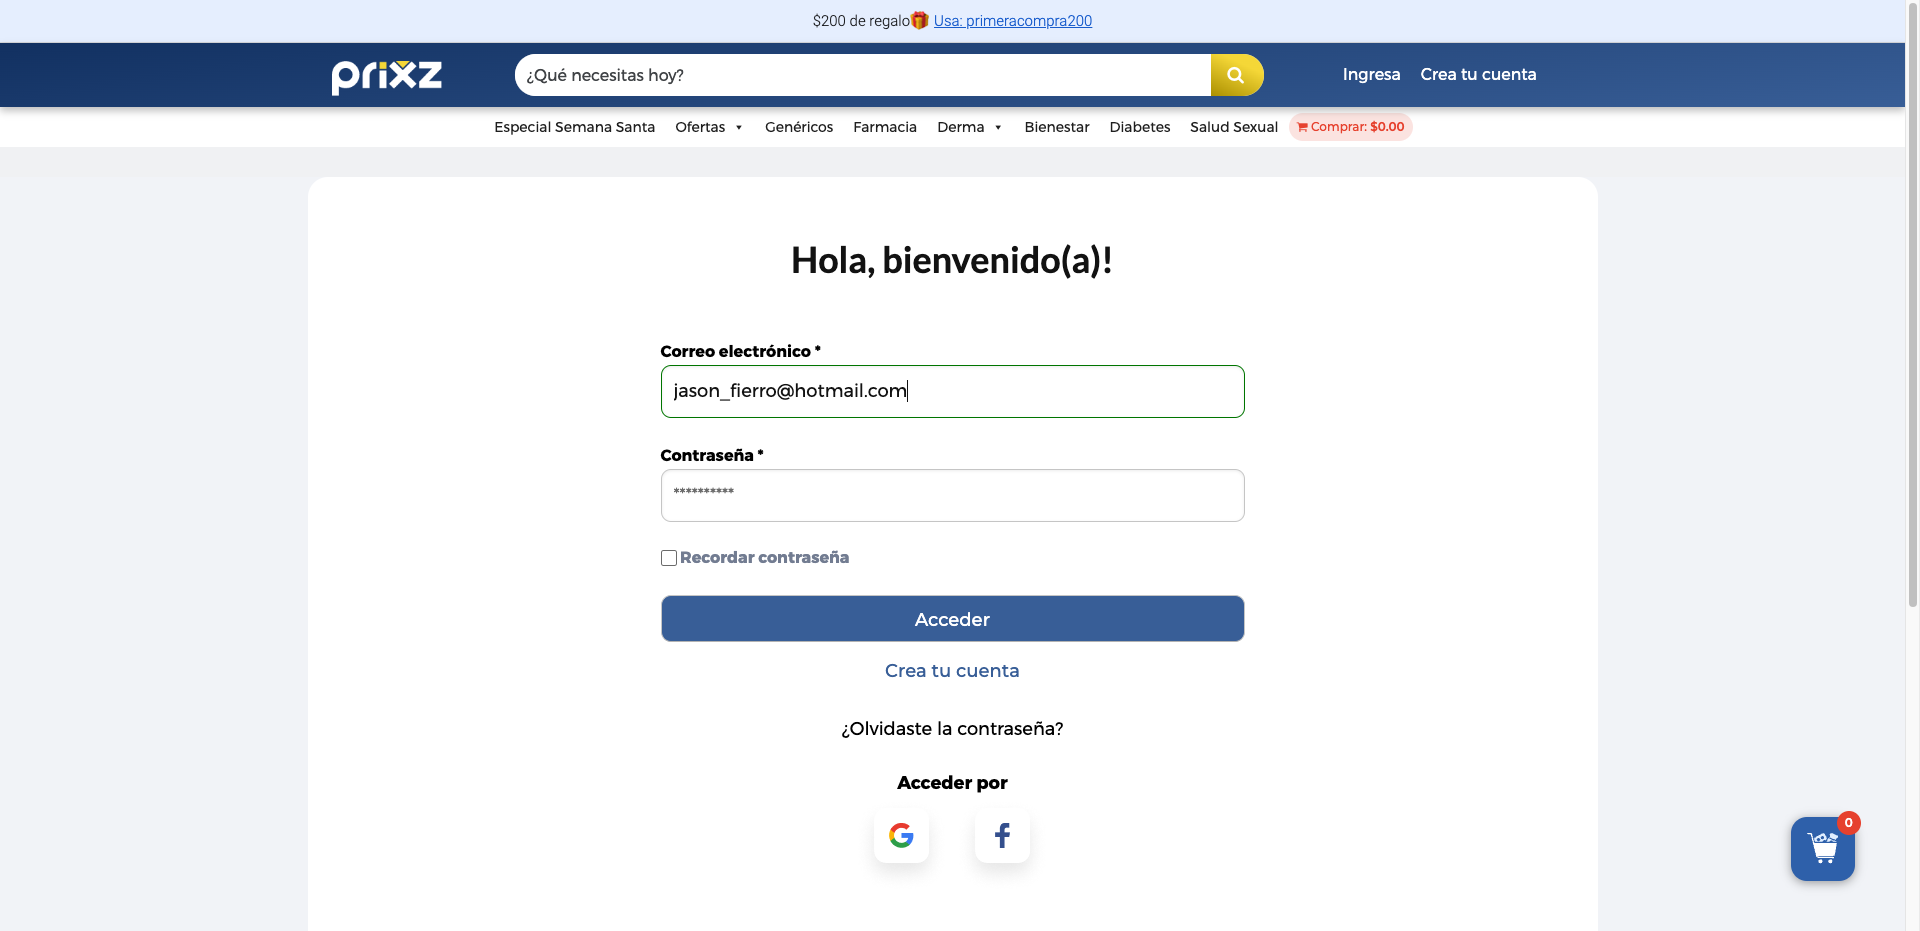 $200 de regalo🎁 Usa: primeracompra200
prixz
¿Qué necesitas hoy?
Ingresa
Crea tu cuenta
Especial Semana Santa
Ofertas
Genéricos
Farmacia
Derma
Bienestar
Diabetes
Salud Sexual
Comprar: $0.00
Hola, bienvenido(a)!
Correo electrónico *
jason_fierro@hotmail.com
Contraseña *
**********
Recordar contraseña
Acceder
Crea tu cuenta
¿Olvidaste la contraseña?
Acceder por
0